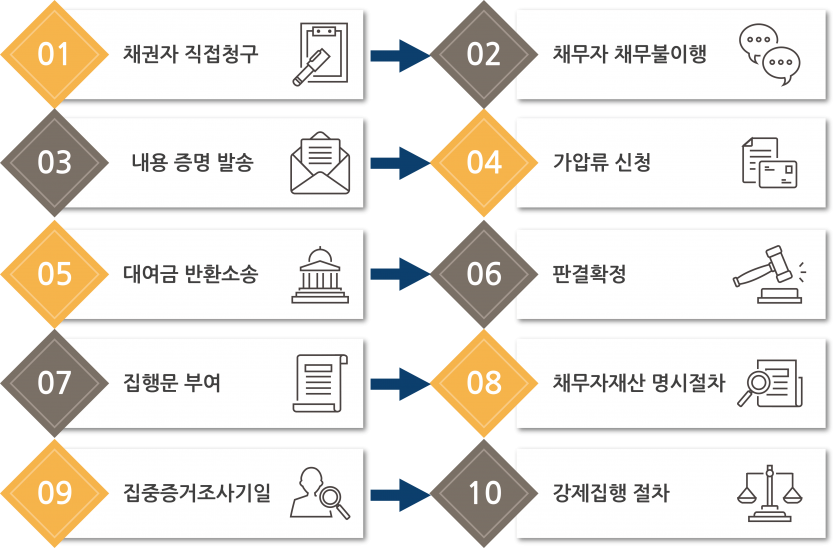 01
채권자 직접청구
02
채무자 채무불이행
03
내용 증명 발송
04
가압류 신청
05
대여금 반환소송
06
판결확정
07
집행문 부여
08
채무자재산 명시절차
09
집중증거조사기일
10
강제집행 절차